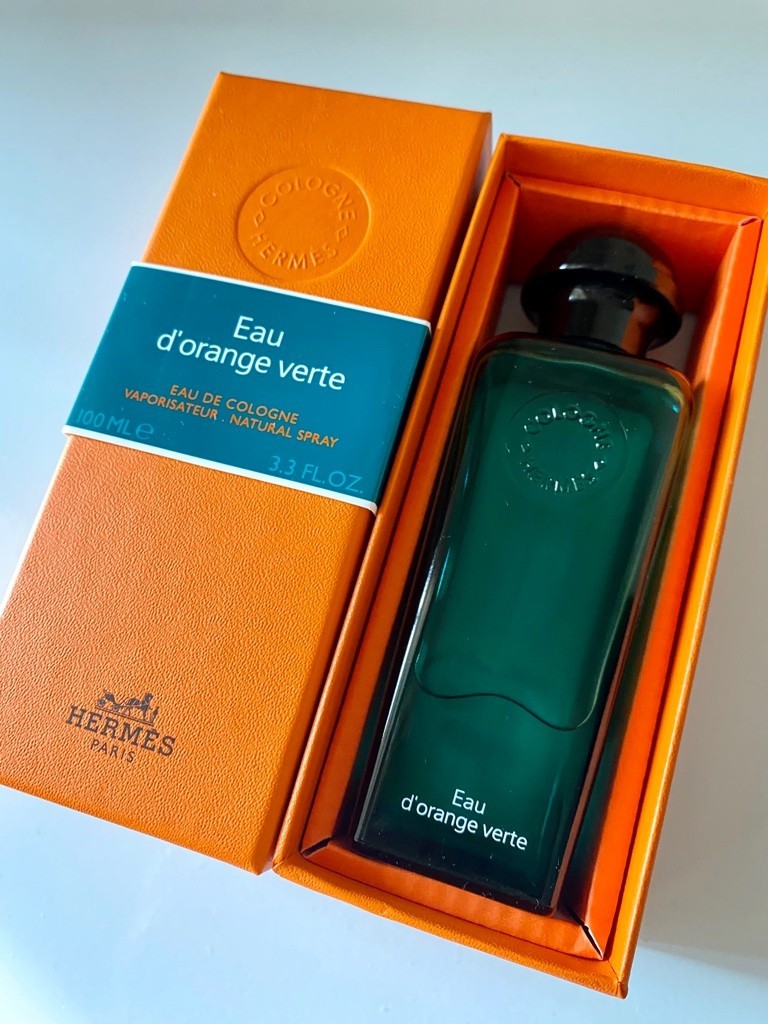 COLOGNE
HERMÈS
Eau
d'orange verte
EAU DE COLOGNE
VAPORISATEUR . NATURAL SPRAY
100 ML e
3.3 FL.OZ.
HERMÈS
PARIS
COLOGNE
HERMÈS
Eau
d'orange verte